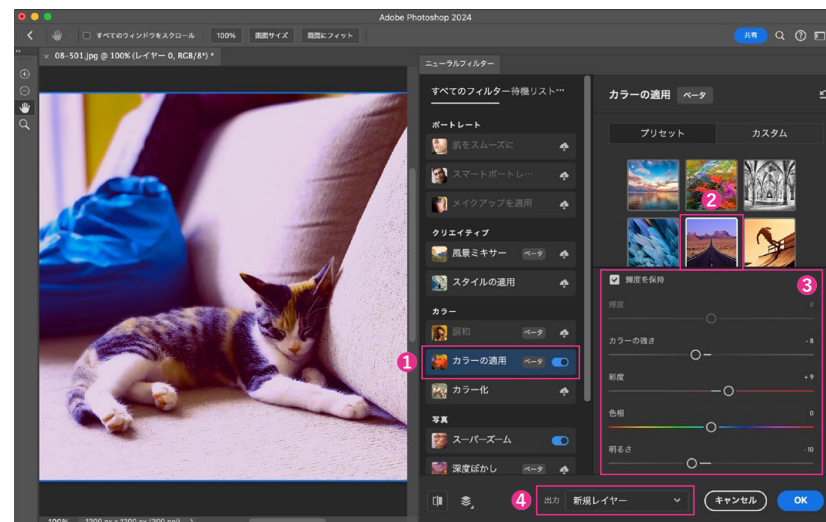 Adobe Photoshop 2024
すべてのウィンドウをスクロール 100% 画面サイズ 画面にフィット 共有
08-501.jpg @ 100% (レイヤー 0, RGB/8*) *
ニューラルフィルター
すべてのフィルター 待機リスト…
ポートレート
肌をスムーズに
スマートポートレ…
メイクアップを適用
クリエイティブ
風景ミキサー ベータ
スタイルの適用
カラー
調和 ベータ
1
カラーの適用 ベータ
カラー化
写真
スーパーズーム
深度ぼかし ベータ
カラーの適用 ベータ
プリセット カスタム
2
輝度を保持
3
輝度 0
カラーの強さ -8
彩度 +9
色相 0
明るさ -10
4
出力 新規レイヤー
キャンセル OK
100% 1200 px x 1200 px (300 ppi)